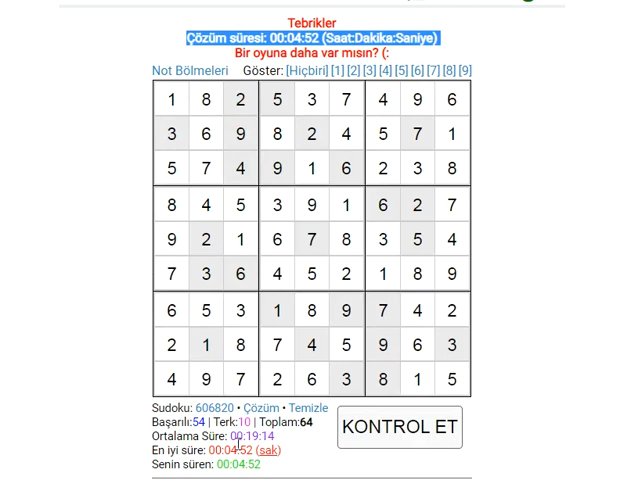 Tebrikler
Çözüm süresi: 00:04:52 (Saat:Dakika:Saniye)
Bir oyuna daha var mısın? (:
Not Bölmeleri Göster: [Hiçbiri] [1] [2] [3] [4] [5] [6] [7] [8] [9]
1 8 2 5 3 7 4 9 6
3 6 9 8 2 4 5 7 1
5 7 4 9 1 6 2 3 8
8 4 5 3 9 1 6 2 7
9 2 1 6 7 8 3 5 4
7 3 6 4 5 2 1 8 9
6 5 3 1 8 9 7 4 2
2 1 8 7 4 5 9 6 3
4 9 7 2 6 3 8 1 5
Sudoku: 606820 • Çözüm • Temizle
Başarılı:54 | Terk:10 | Toplam:64
Ortalama Süre: 00:19:14
En iyi süre: 00:04:52 (sak)
Senin süren: 00:04:52
KONTROL ET